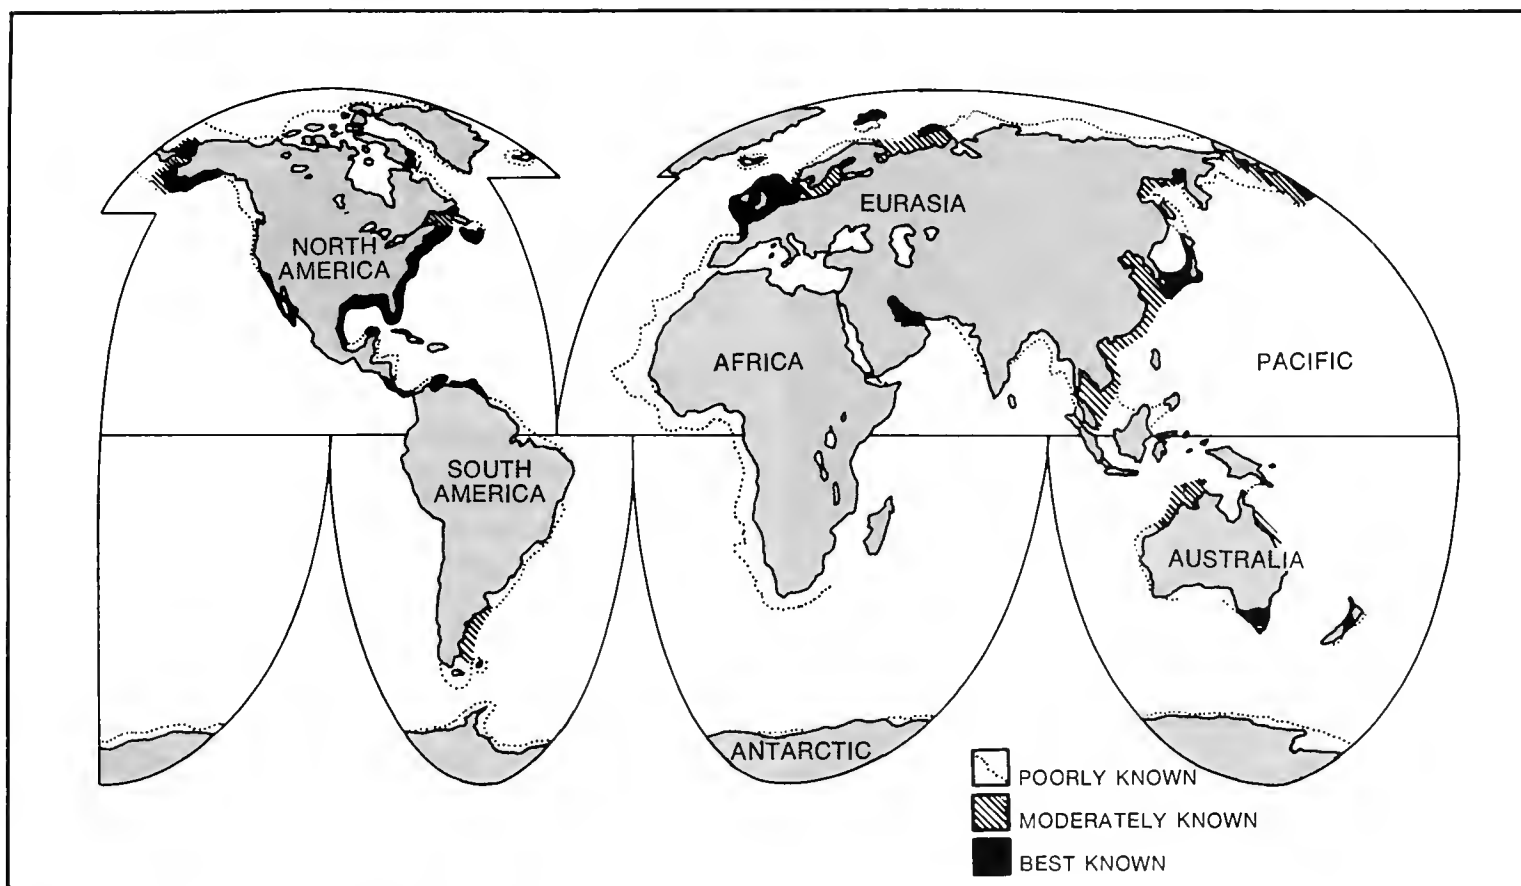 EURASIA
NORTH
AMERICA
AFRICA
PACIFIC
SOUTH
AMERICA
AUSTRALIA
ANTARCTIC
POORLY KNOWN
MODERATELY KNOWN
BEST KNOWN